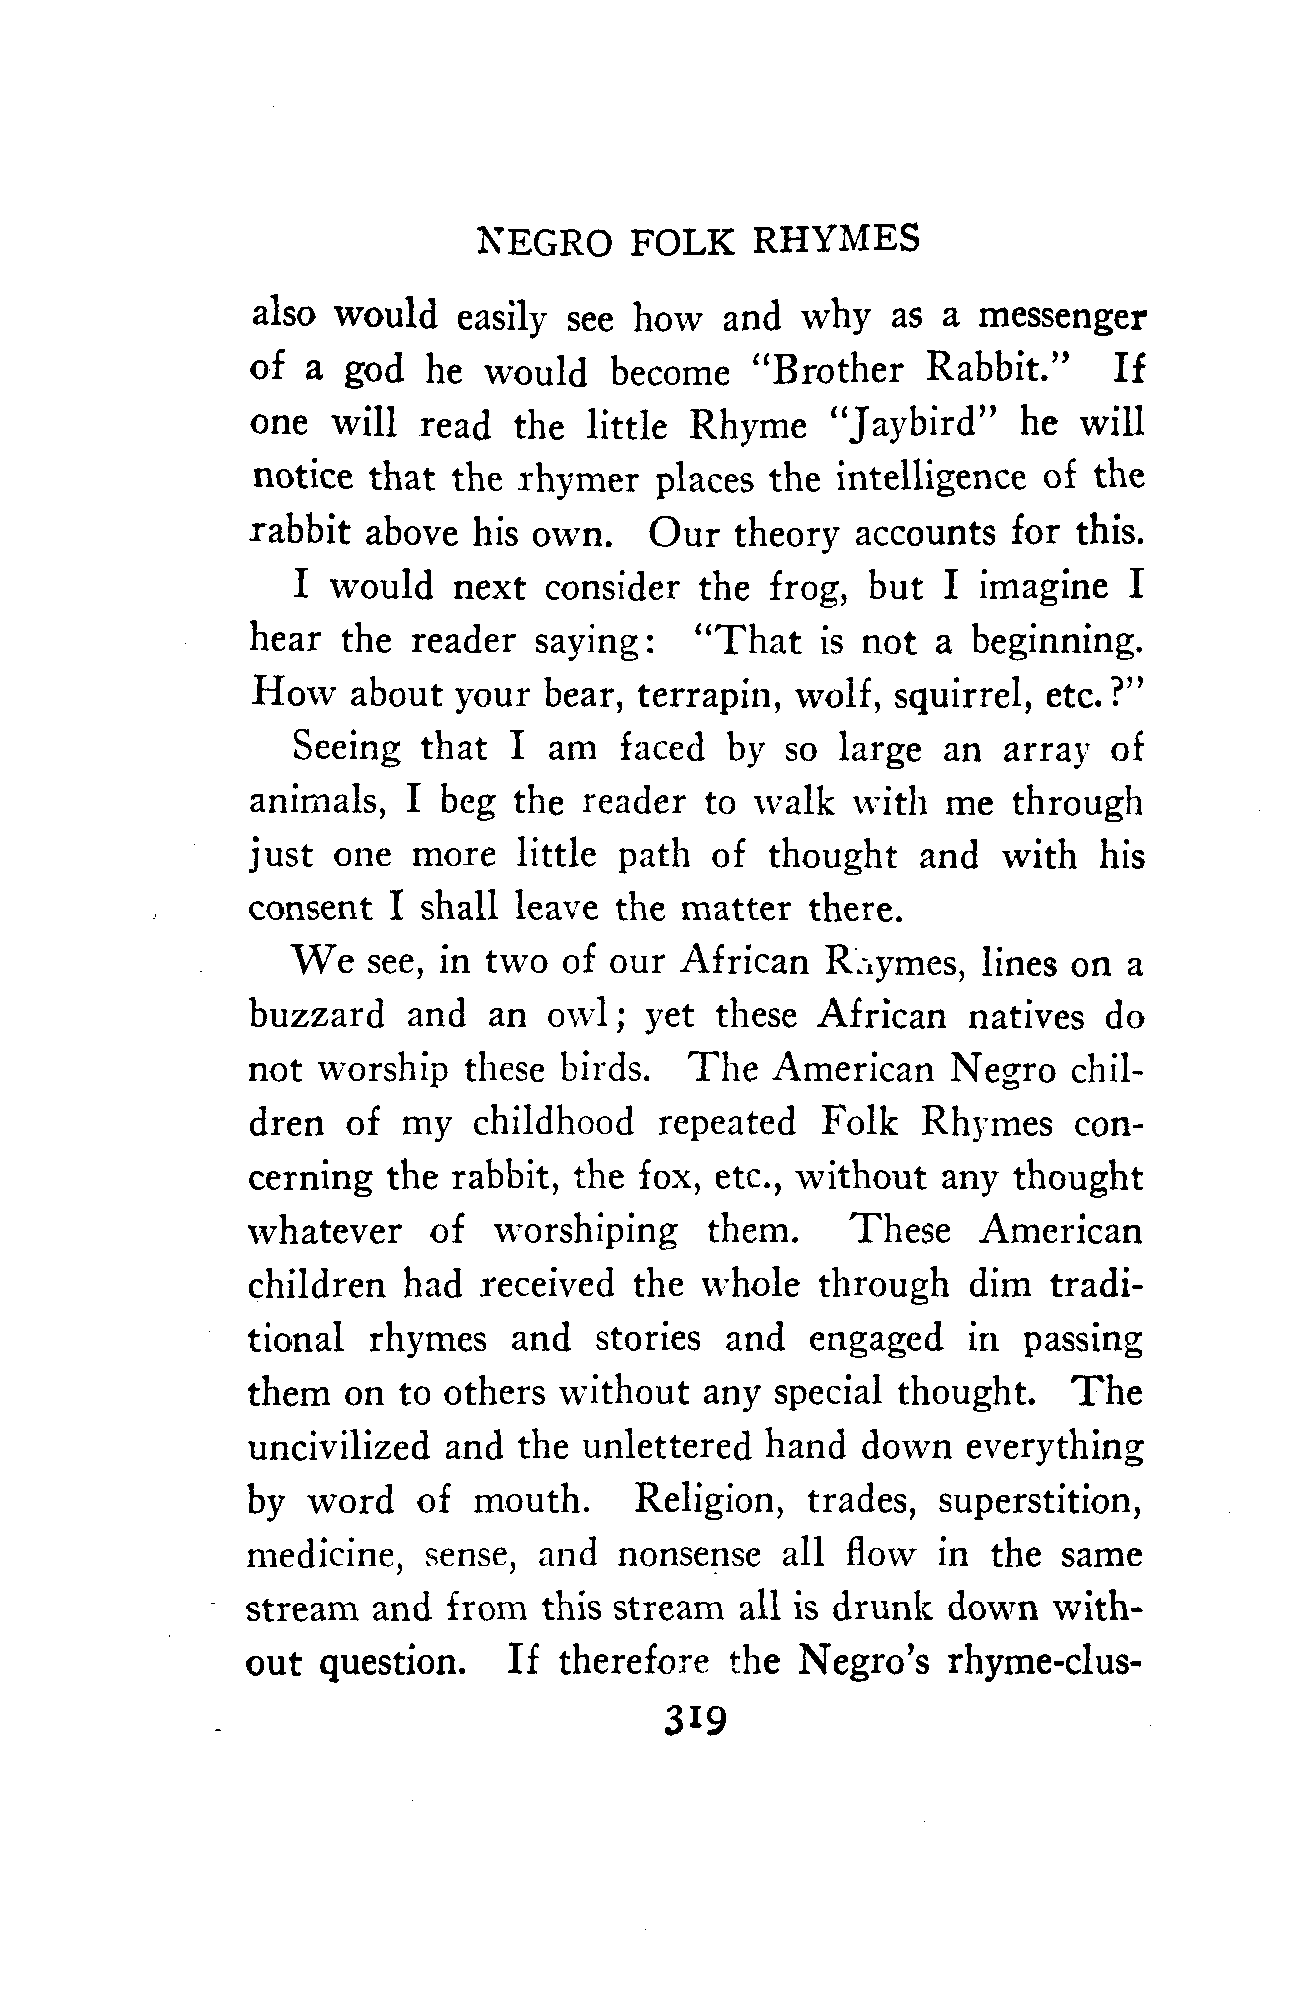 NEGRO FOLK RHYMES
also would easily see how and why as a messenger
of a god he would become "Brother Rabbit." If
one will read the little Rhyme "Jaybird" he will
notice that the rhymer places the intelligence of the
rabbit above his own. Our theory accounts for this.
I would next consider the frog, but I imagine I
hear the reader saying: "That is not a beginning.
How about your bear, terrapin, wolf, squirrel, etc.?"
Seeing that I am faced by so large an array of
animals, I beg the reader to walk with me through
just one more little path of thought and with his
consent I shall leave the matter there.
We see, in two of our African Rhymes, lines on a
buzzard and an owl; yet these African natives do
not worship these birds. The American Negro chil-
dren of my childhood repeated Folk Rhymes con-
cerning the rabbit, the fox, etc., without any thought
whatever of worshiping them. These American
children had received the whole through dim tradi-
tional rhymes and stories and engaged in passing
them on to others without any special thought. The
uncivilized and the unlettered hand down everything
by word of mouth. Religion, trades, superstition,
medicine, sense, and nonsense all flow in the same
stream and from this stream all is drunk down with-
out question. If therefore the Negro's rhyme-clus-
319